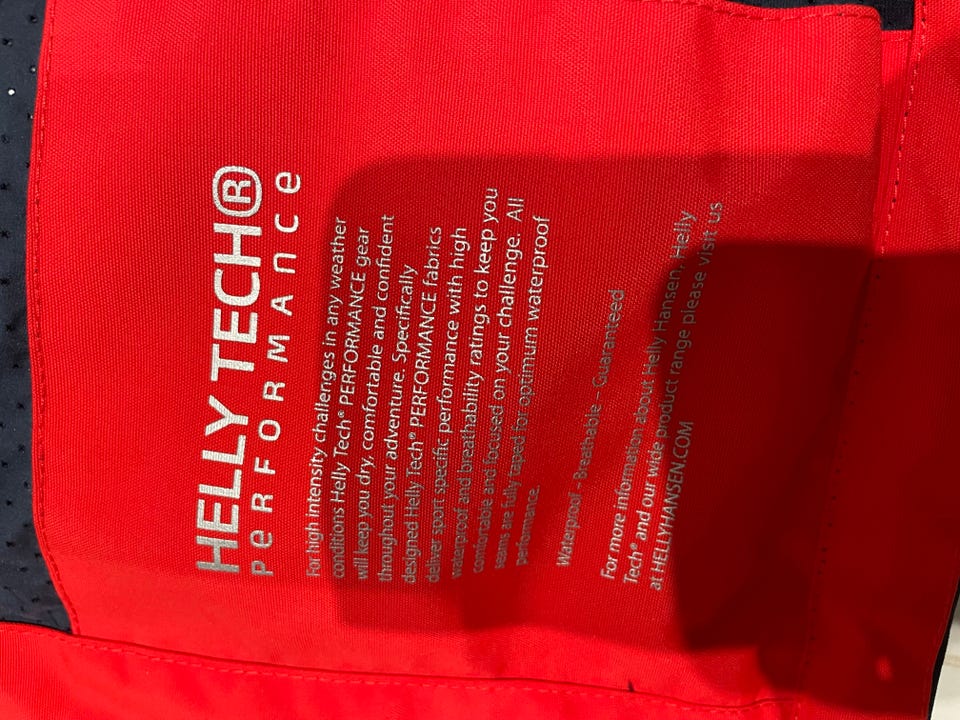 HELLY TECH®
PERFORMANCE
For high intensity challenges in any weather
conditions Helly Tech® PERFORMANCE gear
will keep you dry, comfortable and confident
throughout your adventure. Specifically
designed Helly Tech® PERFORMANCE fabrics
deliver sport specific performance with high
waterproof and breathability ratings to keep you
comfortable and focused on your challenge. All
seams are fully taped for optimum waterproof
performance.
Waterproof - Breathable – Guaranteed
For more information about Helly Hansen, Helly
Tech® and our wide product range please visit us
at HELLYHANSEN.COM